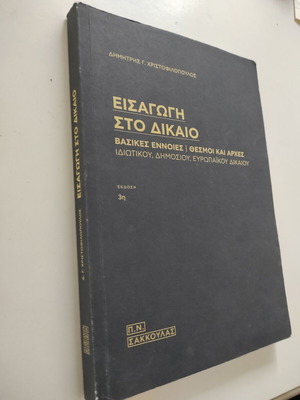 ΔΗΜΗΤΡΗΣ Γ. ΧΡΙΣΤΟΦΙΛΟΠΟΥΛΟΣ
ΕΙΣΑΓΩΓΗ
ΣΤΟ ΔΙΚΑΙΟ
ΒΑΣΙΚΕΣ ΕΝΝΟΙΕΣ | ΘΕΣΜΟΙ ΚΑΙ ΑΡΧΕΣ
ΙΔΙΩΤΙΚΟΥ, ΔΗΜΟΣΙΟΥ, ΕΥΡΩΠΑΪΚΟΥ ΔΙΚΑΙΟΥ
ΕΚΔΟΣΗ
3η
Π.Ν.
ΣΑΚΚΟΥΛΑΣ
ΕΙΣΑΓΩΓΗ ΣΤΟ ΔΙΚΑΙΟ
Δ. Γ. ΧΡΙΣΤΟΦΙΛΟΠΟΥΛΟΣ